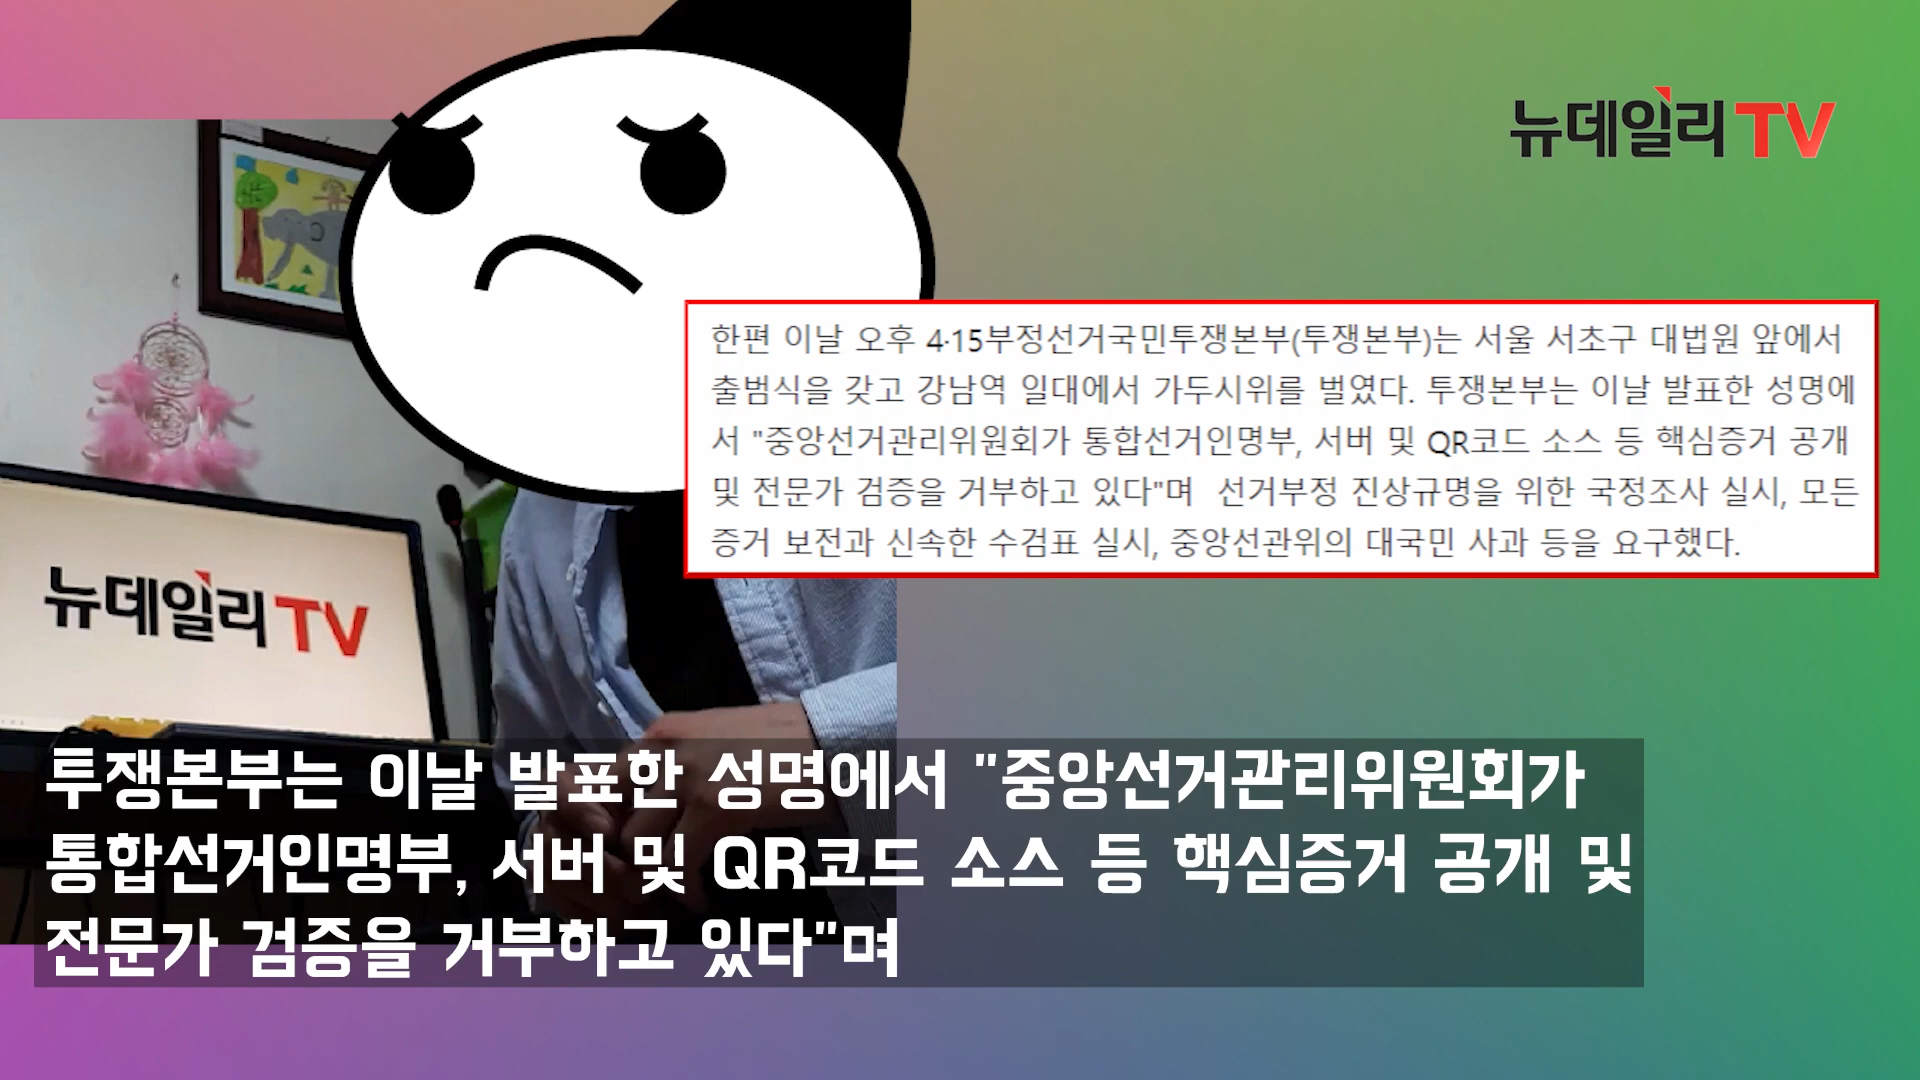 뉴데일리TV
한편 이날 오후 4·15부정선거국민투쟁본부(투쟁본부)는 서울 서초구 대법원 앞에서
출범식을 갖고 강남역 일대에서 가두시위를 벌였다. 투쟁본부는 이날 발표한 성명에
서 "중앙선거관리위원회가 통합선거인명부, 서버 및 QR코드 소스 등 핵심증거 공개
및 전문가 검증을 거부하고 있다"며 선거부정 진상규명을 위한 국정조사 실시, 모든
증거 보전과 신속한 수검표 실시, 중앙선관위의 대국민 사과 등을 요구했다.
뉴데일리TV
투쟁본부는 이날 발표한 성명에서 "중앙선거관리위원회가
통합선거인명부, 서버 및 QR코드 소스 등 핵심증거 공개 및
전문가 검증을 거부하고 있다"며